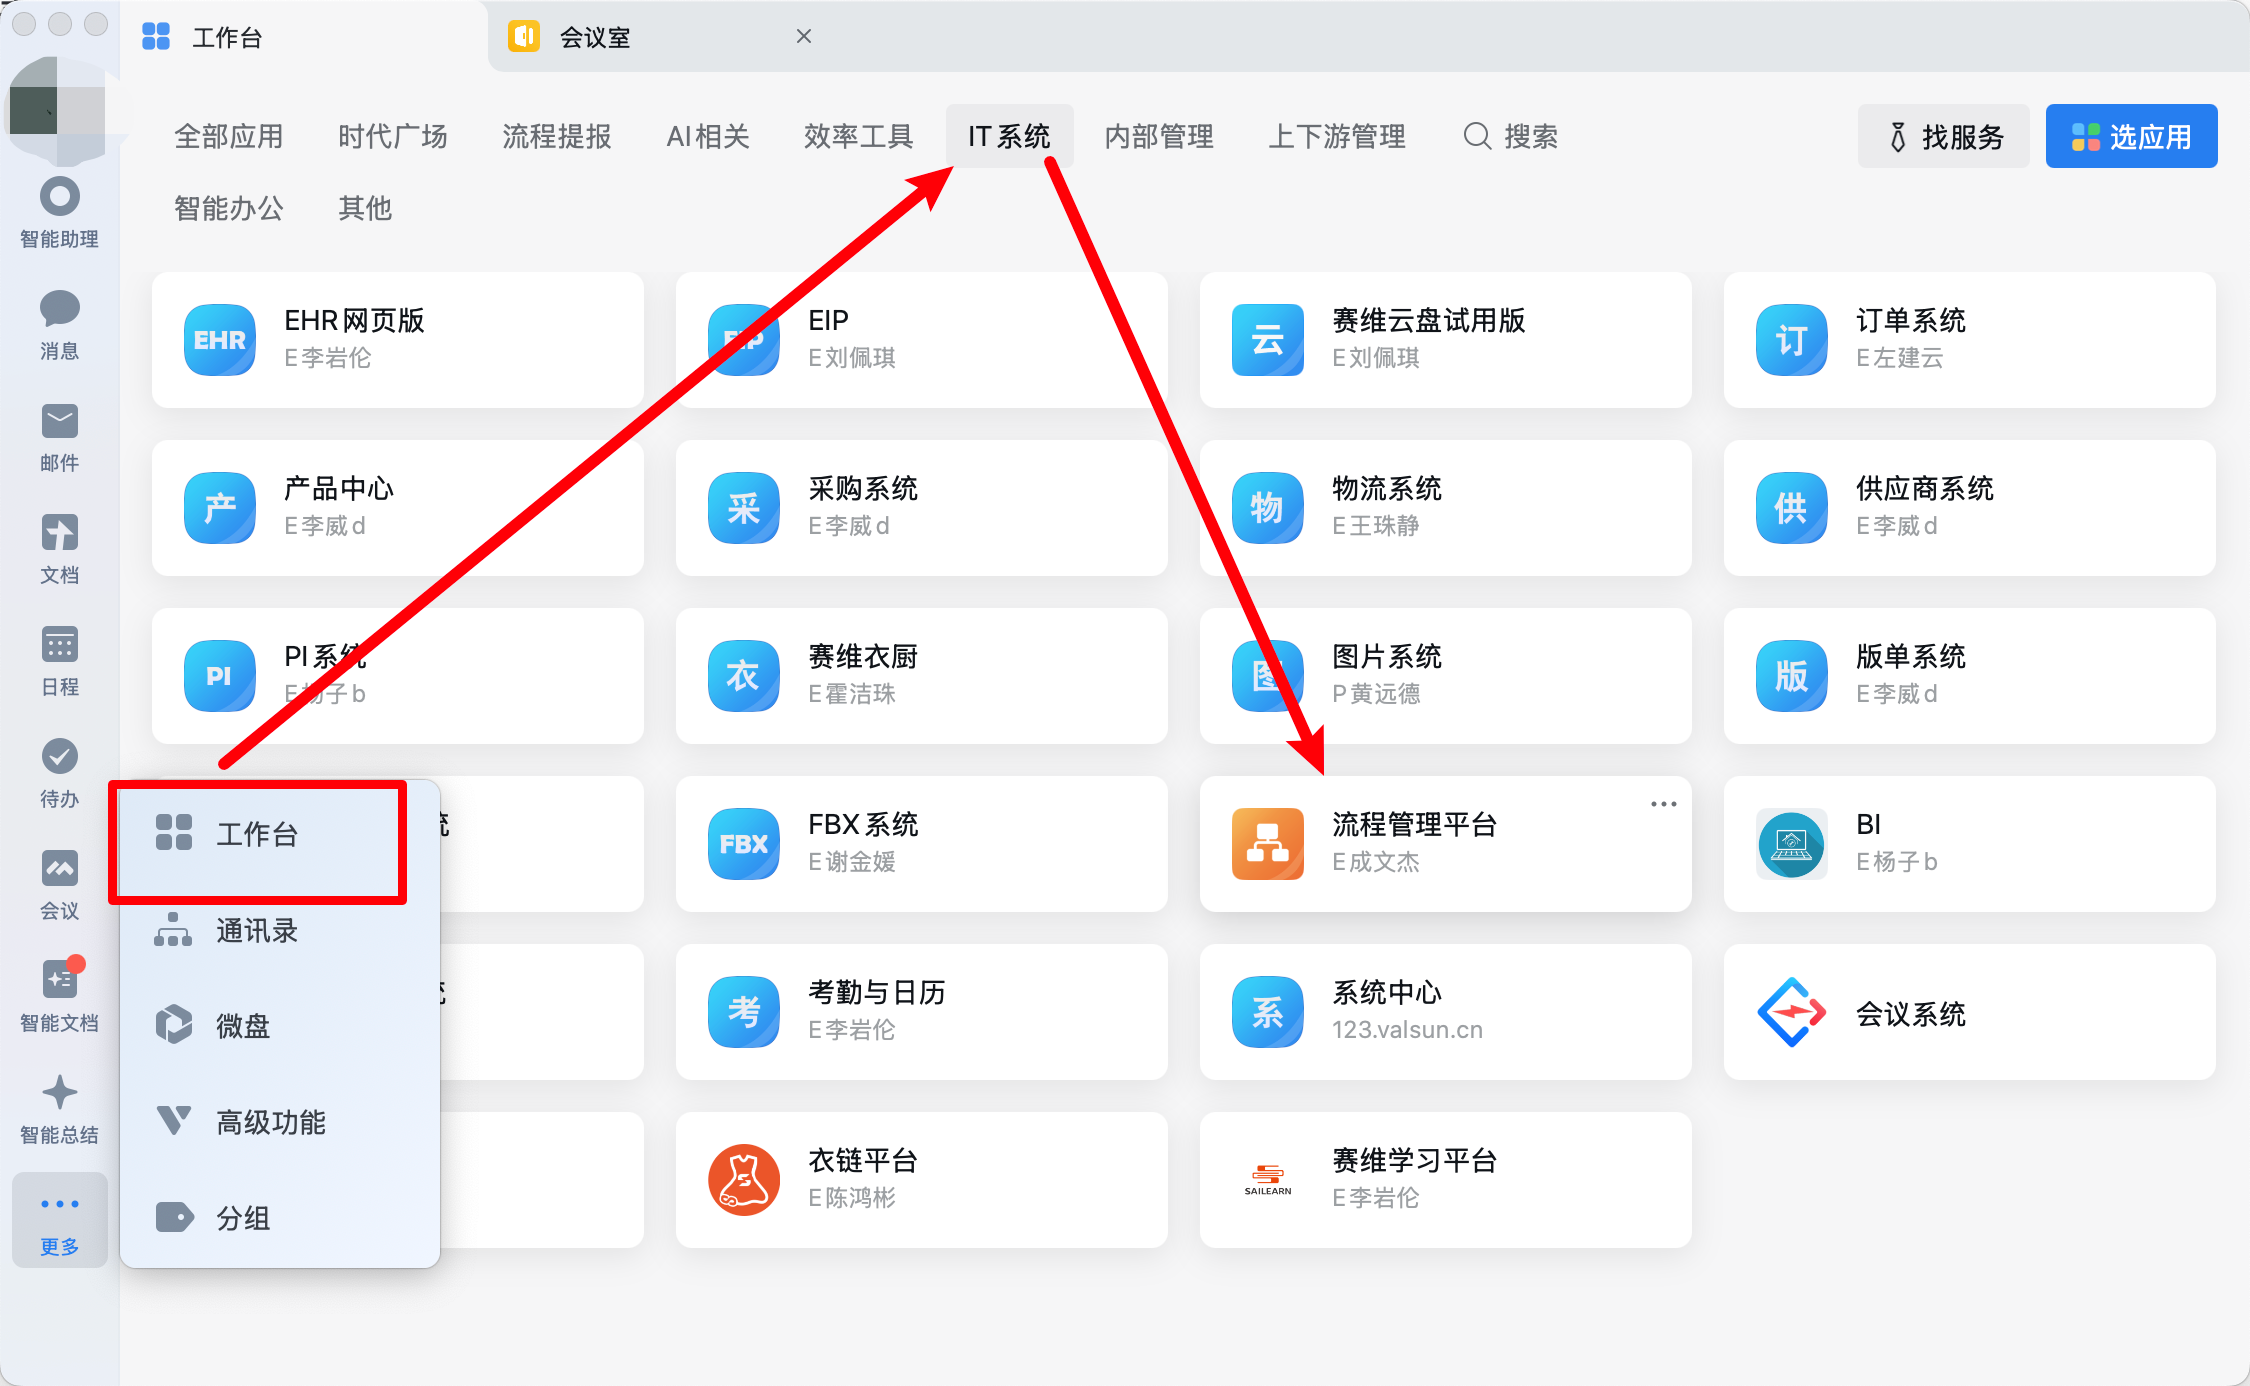 工作台
会议室
全部应用 时代广场 流程提报 AI相关 效率工具 IT系统 内部管理 上下游管理 搜索
找服务
选应用
智能办公 其他
智能助理
消息
邮件
文档
日程
待办
会议
智能文档
智能总结
更多
EHR
EHR网页版
E李岩伦
EIP
EIP
E刘佩琪
云
赛维云盘试用版
E刘佩琪
订
订单系统
E左建云
产
产品中心
E李威d
采
采购系统
E李威d
物
物流系统
E王珠静
供
供应商系统
E李威d
PI
PI系统
E杨子b
衣
赛维衣厨
E霍洁珠
图
图片系统
P黄远德
版
版单系统
E李威d
统
FBX
FBX系统
E谢金媛
流程管理平台
E成文杰
BI
E杨子b
考
考勤与日历
E李岩伦
系
系统中心
123.valsun.cn
会议系统
衣链平台
E陈鸿彬
SAILEARN
赛维学习平台
E李岩伦
工作台
通讯录
微盘
高级功能
分组